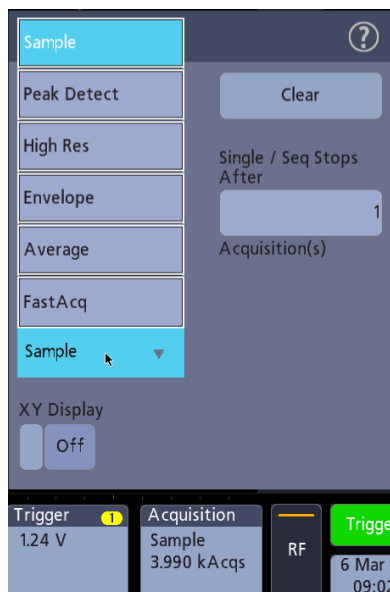 Sample
?
Peak Detect
Clear
High Res
Single / Seq Stops
After
Envelope
1
Average
Acquisition(s)
FastAcq
Sample
XY Display
Off
Trigger 1
1.24 V
Acquisition
Sample
3.990 kAcqs
RF
Trigge
6 Mar
09:02